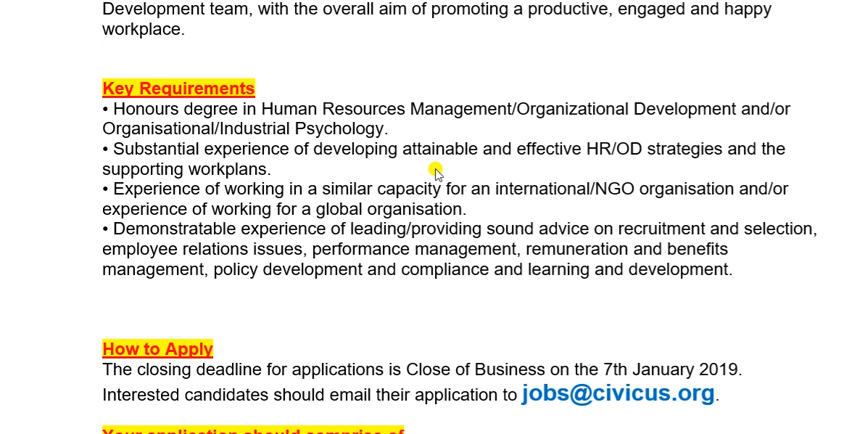 Development team, with the overall aim of promoting a productive, engaged and happy
workplace.
Key Requirements
• Honours degree in Human Resources Management/Organizational Development and/or
Organisational/Industrial Psychology.
• Substantial experience of developing attainable and effective HR/OD strategies and the
supporting workplans.
• Experience of working in a similar capacity for an international/NGO organisation and/or
experience of working for a global organisation.
• Demonstratable experience of leading/providing sound advice on recruitment and selection,
employee relations issues, performance management, remuneration and benefits
management, policy development and compliance and learning and development.
How to Apply
The closing deadline for applications is Close of Business on the 7th January 2019.
Interested candidates should email their application to jobs@civicus.org.
Your application should comprise of